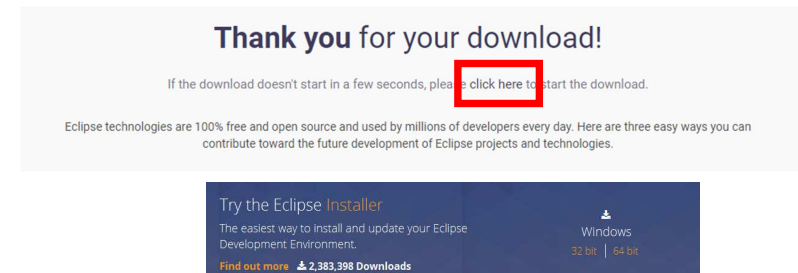 Thank you for your download!
If the download doesn't start in a few seconds, please click here to start the download.
Eclipse technologies are 100% free and open source and used by millions of developers every day. Here are three easy ways you can
contribute toward the future development of Eclipse projects and technologies.
Try the Eclipse Installer
The easiest way to install and update your Eclipse
Development Environment.
Find out more 2,383,398 Downloads
Windows
32 bit | 64 bit